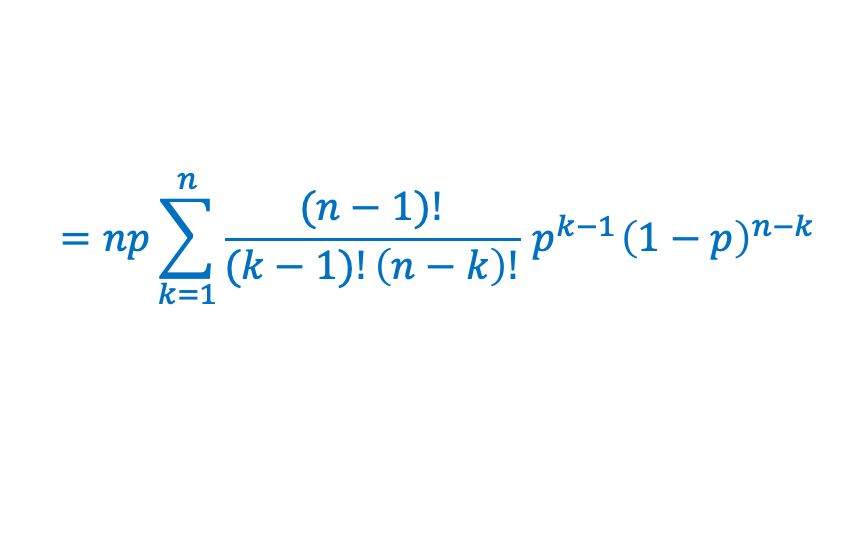 = np \sum_{k=1}^{n} \frac{(n-1)!}{(k-1)!(n-k)!} p^{k-1}(1-p)^{n-k}